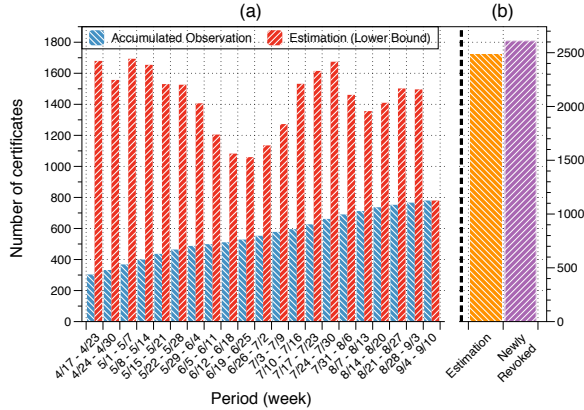 (a)
(b)
Accumulated Observation
Estimation (Lower Bound)
Number of certificates
1800
1600
1400
1200
1000
800
600
400
200
0
2500
2000
1500
1000
500
0
4/17 - 4/23
4/24 - 4/30
5/1 - 5/7
5/8 - 5/14
5/15 - 5/21
5/22 - 5/28
5/29 - 6/4
6/5 - 6/11
6/12 - 6/18
6/19 - 6/25
6/26 - 7/2
7/3 - 7/9
7/10 - 7/16
7/17 - 7/23
7/24 - 7/30
7/31 - 8/6
8/7 - 8/13
8/14 - 8/20
8/21 - 8/27
8/28 - 9/3
9/4 - 9/10
Estimation
Newly
Revoked
Period (week)